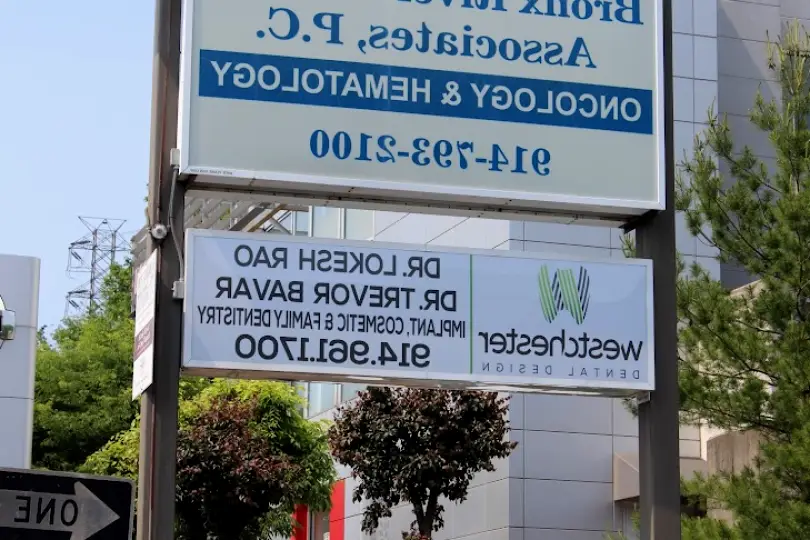 Bronx River
Associates, P.C.
ONCOLOGY & HEMATOLOGY
914-793-2100
westchester
DENTAL DESIGN
DR. LOKESH RAO
DR. TREVOR BAVAR
IMPLANT, COSMETIC & FAMILY DENTISTRY
914.961.1700
ONE